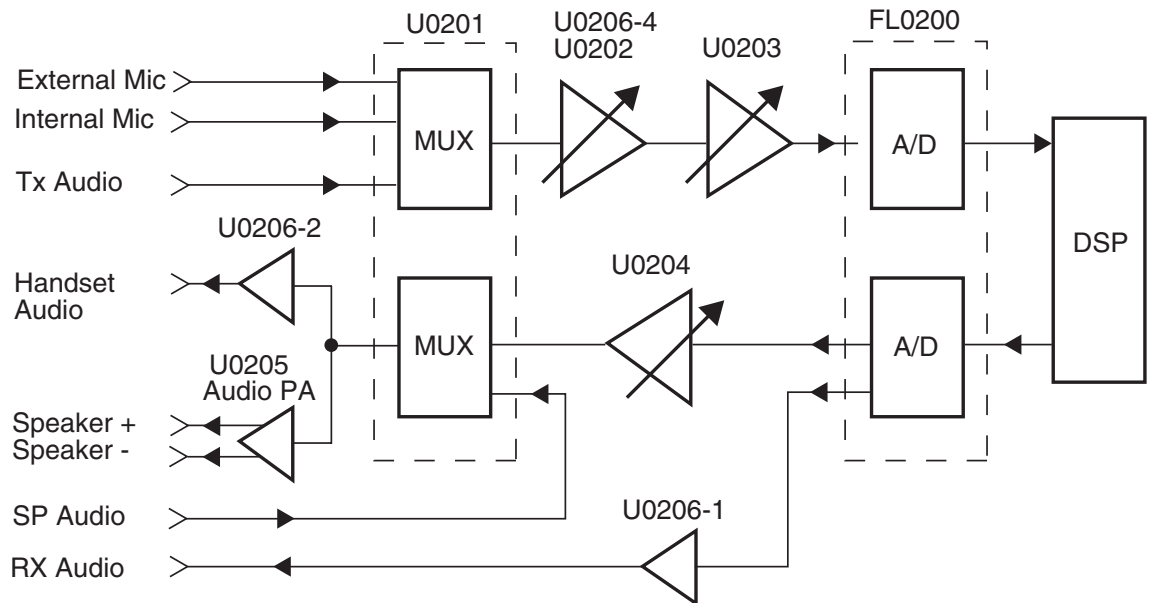 U0201
U0206-4
U0202
U0203
FL0200
External Mic
Internal Mic
Tx Audio
MUX
A/D
DSP
U0206-2
Handset
Audio
U0204
MUX
A/D
U0205
Audio PA
Speaker +
Speaker -
SP Audio
U0206-1
RX Audio